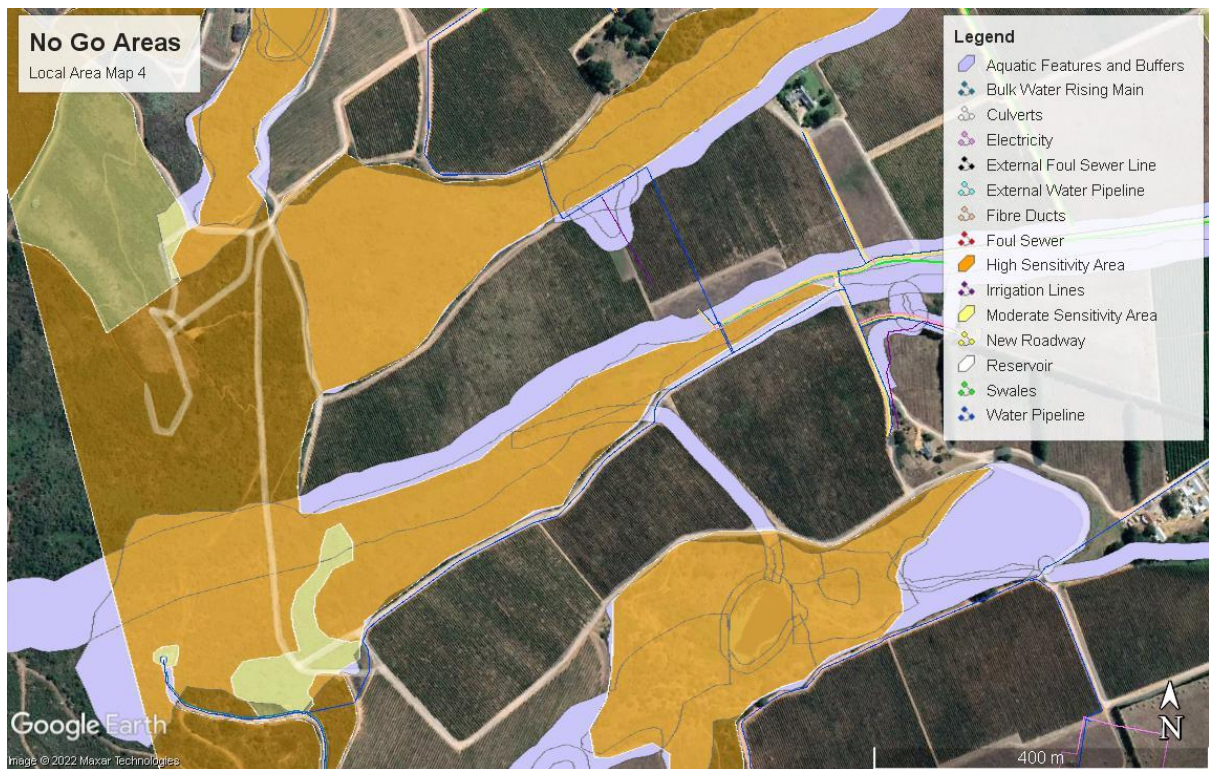 No Go Areas
Local Area Map 4
Legend
Aquatic Features and Buffers
Bulk Water Rising Main
Culverts
Electricity
External Foul Sewer Line
External Water Pipeline
Fibre Ducts
Foul Sewer
High Sensitivity Area
Irrigation Lines
Moderate Sensitivity Area
New Roadway
Reservoir
Swales
Water Pipeline
N
400 m
Google Earth
Image © 2022 Maxar Technologies